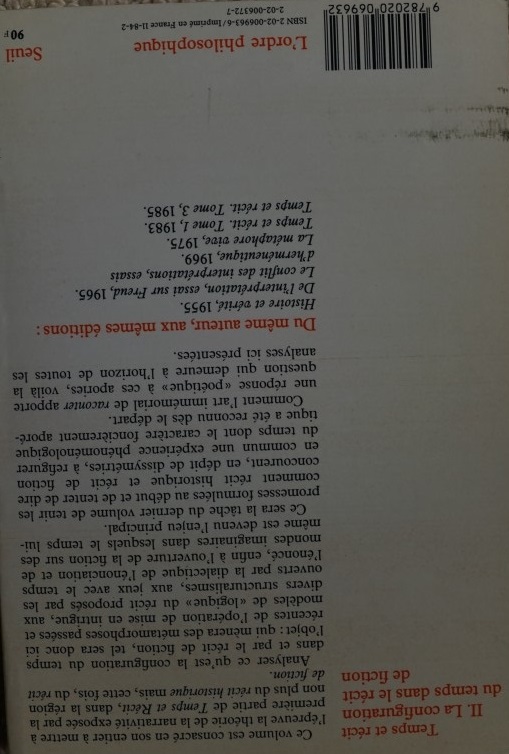 Temps et récit
II. La configuration
du temps dans le récit
de fiction
Ce volume est consacré en son entier à mettre à
l'épreuve la théorie de la narrativité exposée par la
première partie de Temps et Récit, dans la région
non plus du récit historique mais, cette fois, du récit
de fiction.
Analyser ce qu'est la configuration du temps
dans et par le récit de fiction, tel sera donc ici
l'objet : qui mènera des métamorphoses passées et
récentes de l'opération de mise en intrigue, aux
modèles de «logique» du récit proposés par les
divers structuralismes, aux jeux avec le temps
ouverts par la dialectique de l'énonciation et de
l'énoncé, enfin à l'ouverture de la fiction sur des
mondes imaginaires dans lesquels le temps lui-
même est devenu l'enjeu principal.
Ce sera la tâche du dernier volume de tenir les
promesses formulées au début et de tenter de dire
comment récit historique et récit de fiction
concourent, en dépit de dissymétries, à refigurer
en commun une expérience phénoménologique
du temps dont le caractère foncièrement aporé-
tique a été reconnu dès le départ.
Comment l'art immémorial de raconter apporte
une réponse «poétique» à ces apories, voilà la
question qui demeure à l'horizon de toutes les
analyses ici présentées.
Du même auteur, aux mêmes éditions :
Histoire et vérité, 1955.
De l'interprétation, essai sur Freud, 1965.
Le conflit des interprétations, essais
d'herméneutique, 1969.
La métaphore vive, 1975.
Temps et récit. Tome 1, 1983.
Temps et récit. Tome 3, 1985.
9 782020 069632
L'ordre philosophique
Seuil
ISBN 2-02-006963-6 / Imprimé en France 11-84-2
2-02-006372-7
90 F